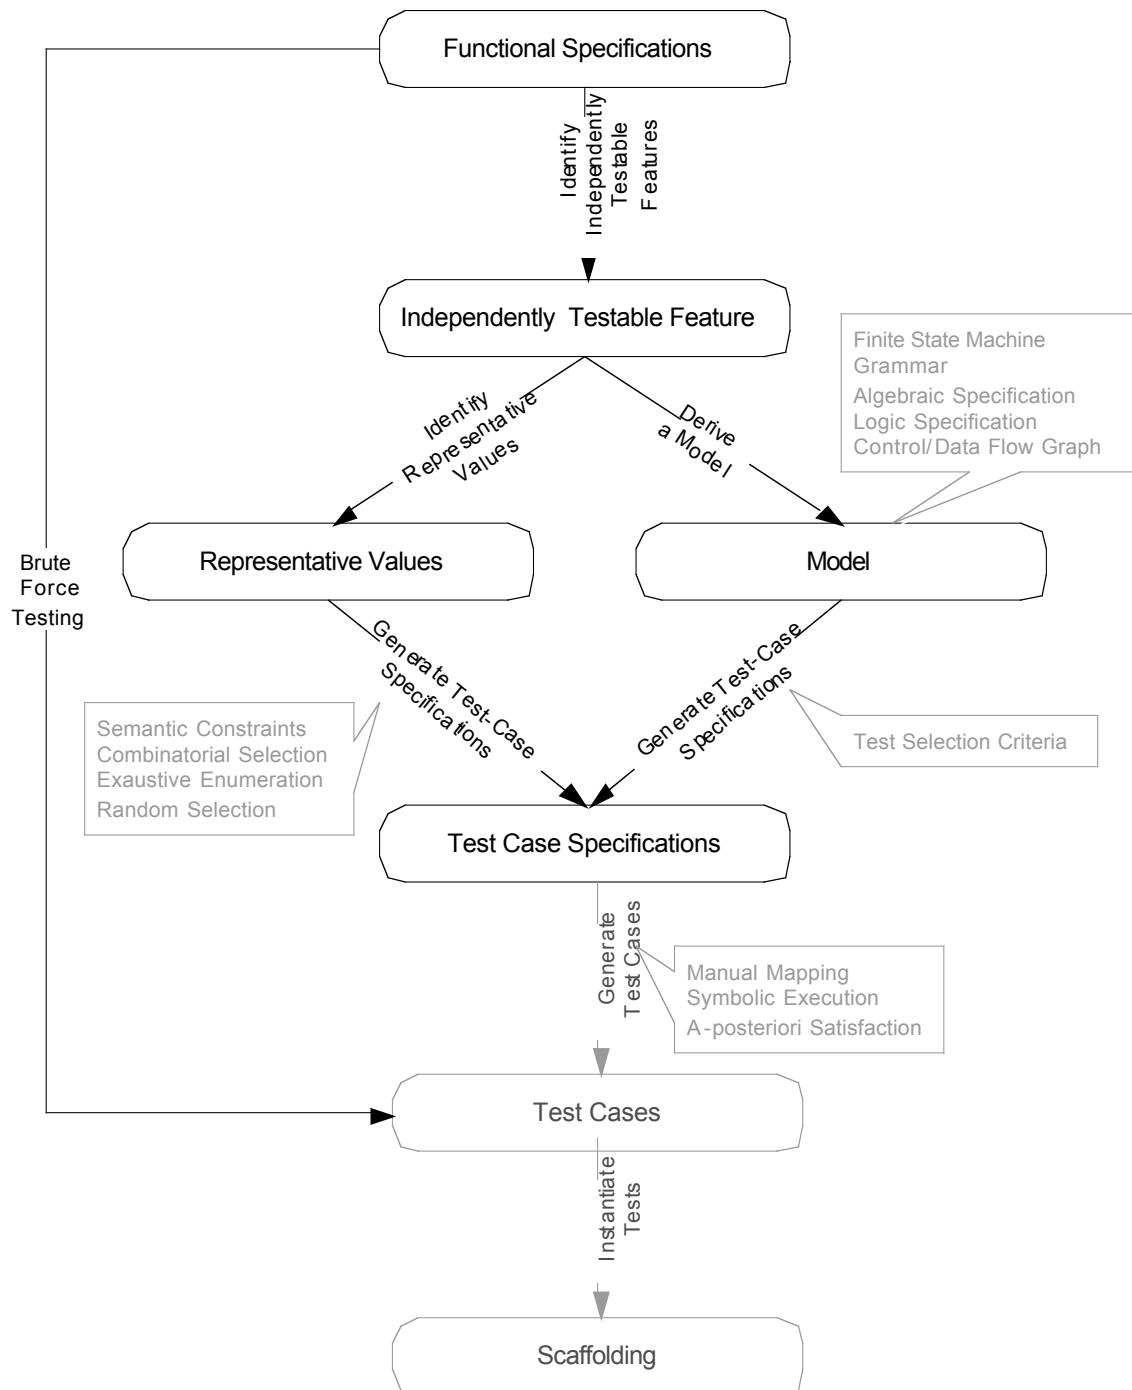 Functional Specifications
Identify
Independently
Testable
Features
Independently Testable Feature
Finite State Machine
Grammar
Algebraic Specification
Logic Specification
Control/Data Flow Graph
Identify
Representative
Values
Derive
a Model
Representative Values
Model
Brute
Force
Testing
Generate Test-Case
Specifications
Generate Test-Case
Specifications
Semantic Constraints
Combinatorial Selection
Exaustive Enumeration
Random Selection
Test Selection Criteria
Test Case Specifications
Generate
Test Cases
Manual Mapping
Symbolic Execution
A-posteriori Satisfaction
Test Cases
Instantiate
Tests
Scaffolding